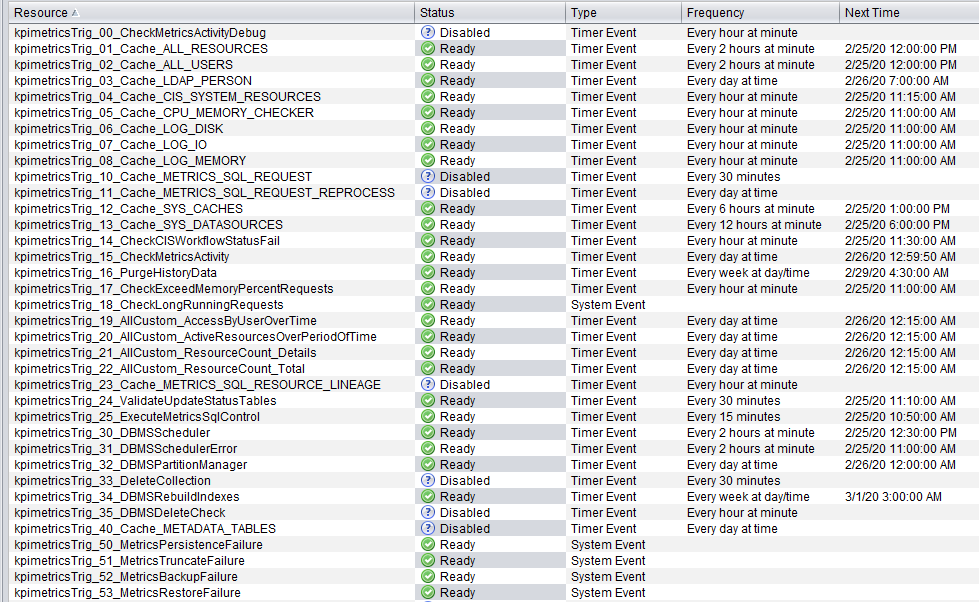 Resource Status Type Frequency Next Time
kpimetricsTrig_00_CheckMetricsActivityDebug Disabled Timer Event Every hour at minute
kpimetricsTrig_01_Cache_ALL_RESOURCES Ready Timer Event Every 2 hours at minute 2/25/20 12:00:00 PM
kpimetricsTrig_02_Cache_ALL_USERS Ready Timer Event Every 2 hours at minute 2/25/20 12:00:00 PM
kpimetricsTrig_03_Cache_LDAP_PERSON Ready Timer Event Every day at time 2/26/20 7:00:00 AM
kpimetricsTrig_04_Cache_CIS_SYSTEM_RESOURCES Ready Timer Event Every hour at minute 2/25/20 11:15:00 AM
kpimetricsTrig_05_Cache_CPU_MEMORY_CHECKER Ready Timer Event Every hour at minute 2/25/20 11:00:00 AM
kpimetricsTrig_06_Cache_LOG_DISK Ready Timer Event Every hour at minute 2/25/20 11:00:00 AM
kpimetricsTrig_07_Cache_LOG_IO Ready Timer Event Every hour at minute 2/25/20 11:00:00 AM
kpimetricsTrig_08_Cache_LOG_MEMORY Ready Timer Event Every hour at minute 2/25/20 11:00:00 AM
kpimetricsTrig_10_Cache_METRICS_SQL_REQUEST Disabled Timer Event Every 30 minutes
kpimetricsTrig_11_Cache_METRICS_SQL_REQUEST_REPROCESS Disabled Timer Event Every day at time
kpimetricsTrig_12_Cache_SYS_CACHES Ready Timer Event Every 6 hours at minute 2/25/20 1:00:00 PM
kpimetricsTrig_13_Cache_SYS_DATASOURCES Ready Timer Event Every 12 hours at minute 2/25/20 6:00:00 PM
kpimetricsTrig_14_CheckCISWorkflowStatusFail Ready Timer Event Every hour at minute 2/25/20 11:30:00 AM
kpimetricsTrig_15_CheckMetricsActivity Ready Timer Event Every day at time 2/26/20 12:59:50 AM
kpimetricsTrig_16_PurgeHistoryData Ready Timer Event Every week at day/time 2/29/20 4:30:00 AM
kpimetricsTrig_17_CheckExceedMemoryPercentRequests Ready Timer Event Every hour at minute 2/25/20 11:00:00 AM
kpimetricsTrig_18_CheckLongRunningRequests Ready System Event
kpimetricsTrig_19_AllCustom_AccessByUserOverTime Ready Timer Event Every day at time 2/26/20 12:15:00 AM
kpimetricsTrig_20_AllCustom_ActiveResourcesOverPeriodOfTime Ready Timer Event Every day at time 2/26/20 12:15:00 AM
kpimetricsTrig_21_AllCustom_ResourceCount_Details Ready Timer Event Every day at time 2/26/20 12:15:00 AM
kpimetricsTrig_22_AllCustom_ResourceCount_Total Ready Timer Event Every day at time 2/26/20 12:15:00 AM
kpimetricsTrig_23_Cache_METRICS_SQL_RESOURCE_LINEAGE Disabled Timer Event Every hour at minute
kpimetricsTrig_24_ValidateUpdateStatusTables Ready Timer Event Every 30 minutes 2/25/20 11:10:00 AM
kpimetricsTrig_25_ExecuteMetricsSqlControl Ready Timer Event Every 15 minutes 2/25/20 10:50:00 AM
kpimetricsTrig_30_DBMSScheduler Ready Timer Event Every 2 hours at minute 2/25/20 12:30:00 PM
kpimetricsTrig_31_DBMSSchedulerError Ready Timer Event Every 2 hours at minute 2/25/20 11:00:00 AM
kpimetricsTrig_32_DBMSPartitionManager Ready Timer Event Every day at time 2/26/20 12:00:00 AM
kpimetricsTrig_33_DeleteCollection Disabled Timer Event Every 30 minutes
kpimetricsTrig_34_DBMSRebuildIndexes Ready Timer Event Every week at day/time 3/1/20 3:00:00 AM
kpimetricsTrig_35_DBMSDeleteCheck Disabled Timer Event Every hour at minute
kpimetricsTrig_40_Cache_METADATA_TABLES Disabled Timer Event Every day at time
kpimetricsTrig_50_MetricsPersistenceFailure Ready System Event
kpimetricsTrig_51_MetricsTruncateFailure Ready System Event
kpimetricsTrig_52_MetricsBackupFailure Ready System Event
kpimetricsTrig_53_MetricsRestoreFailure Ready System Event